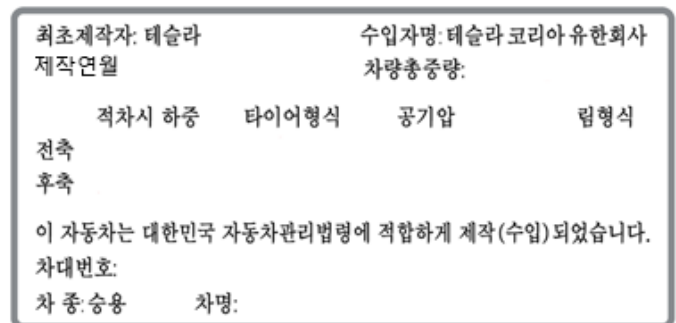 최초제작자: 테슬라 수입자명: 테슬라 코리아 유한회사
제작연월 차량총중량:
적차시 하중 타이어형식 공기압 림형식
전축
후축
이 자동차는 대한민국 자동차관리법령에 적합하게 제작(수입)되었습니다.
차대번호:
차 종: 승용 차명: